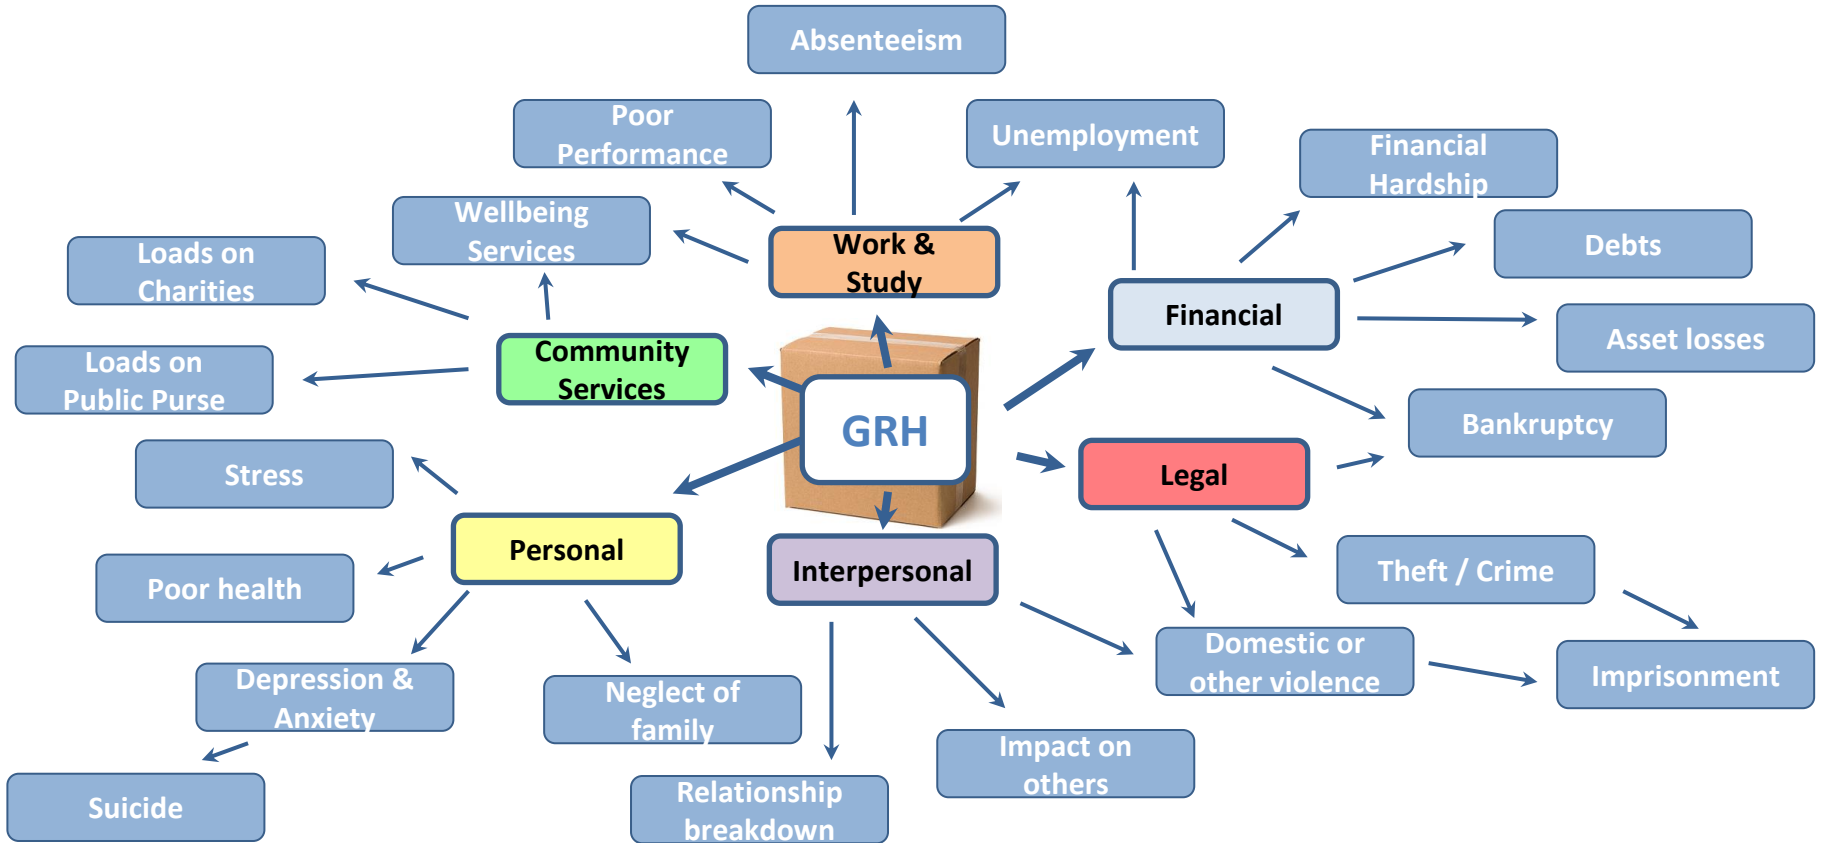 Absenteeism
Poor
Performance
Unemployment
Financial
Hardship
Wellbeing
Services
Work &
Study
Debts
Loads on
Charities
Financial
Asset losses
Community
Services
Loads on
Public Purse
GRH
Bankruptcy
Stress
Legal
Personal
Interpersonal
Theft / Crime
Poor health
Domestic or
other violence
Imprisonment
Depression &
Anxiety
Neglect of
family
Impact on
others
Suicide
Relationship
breakdown